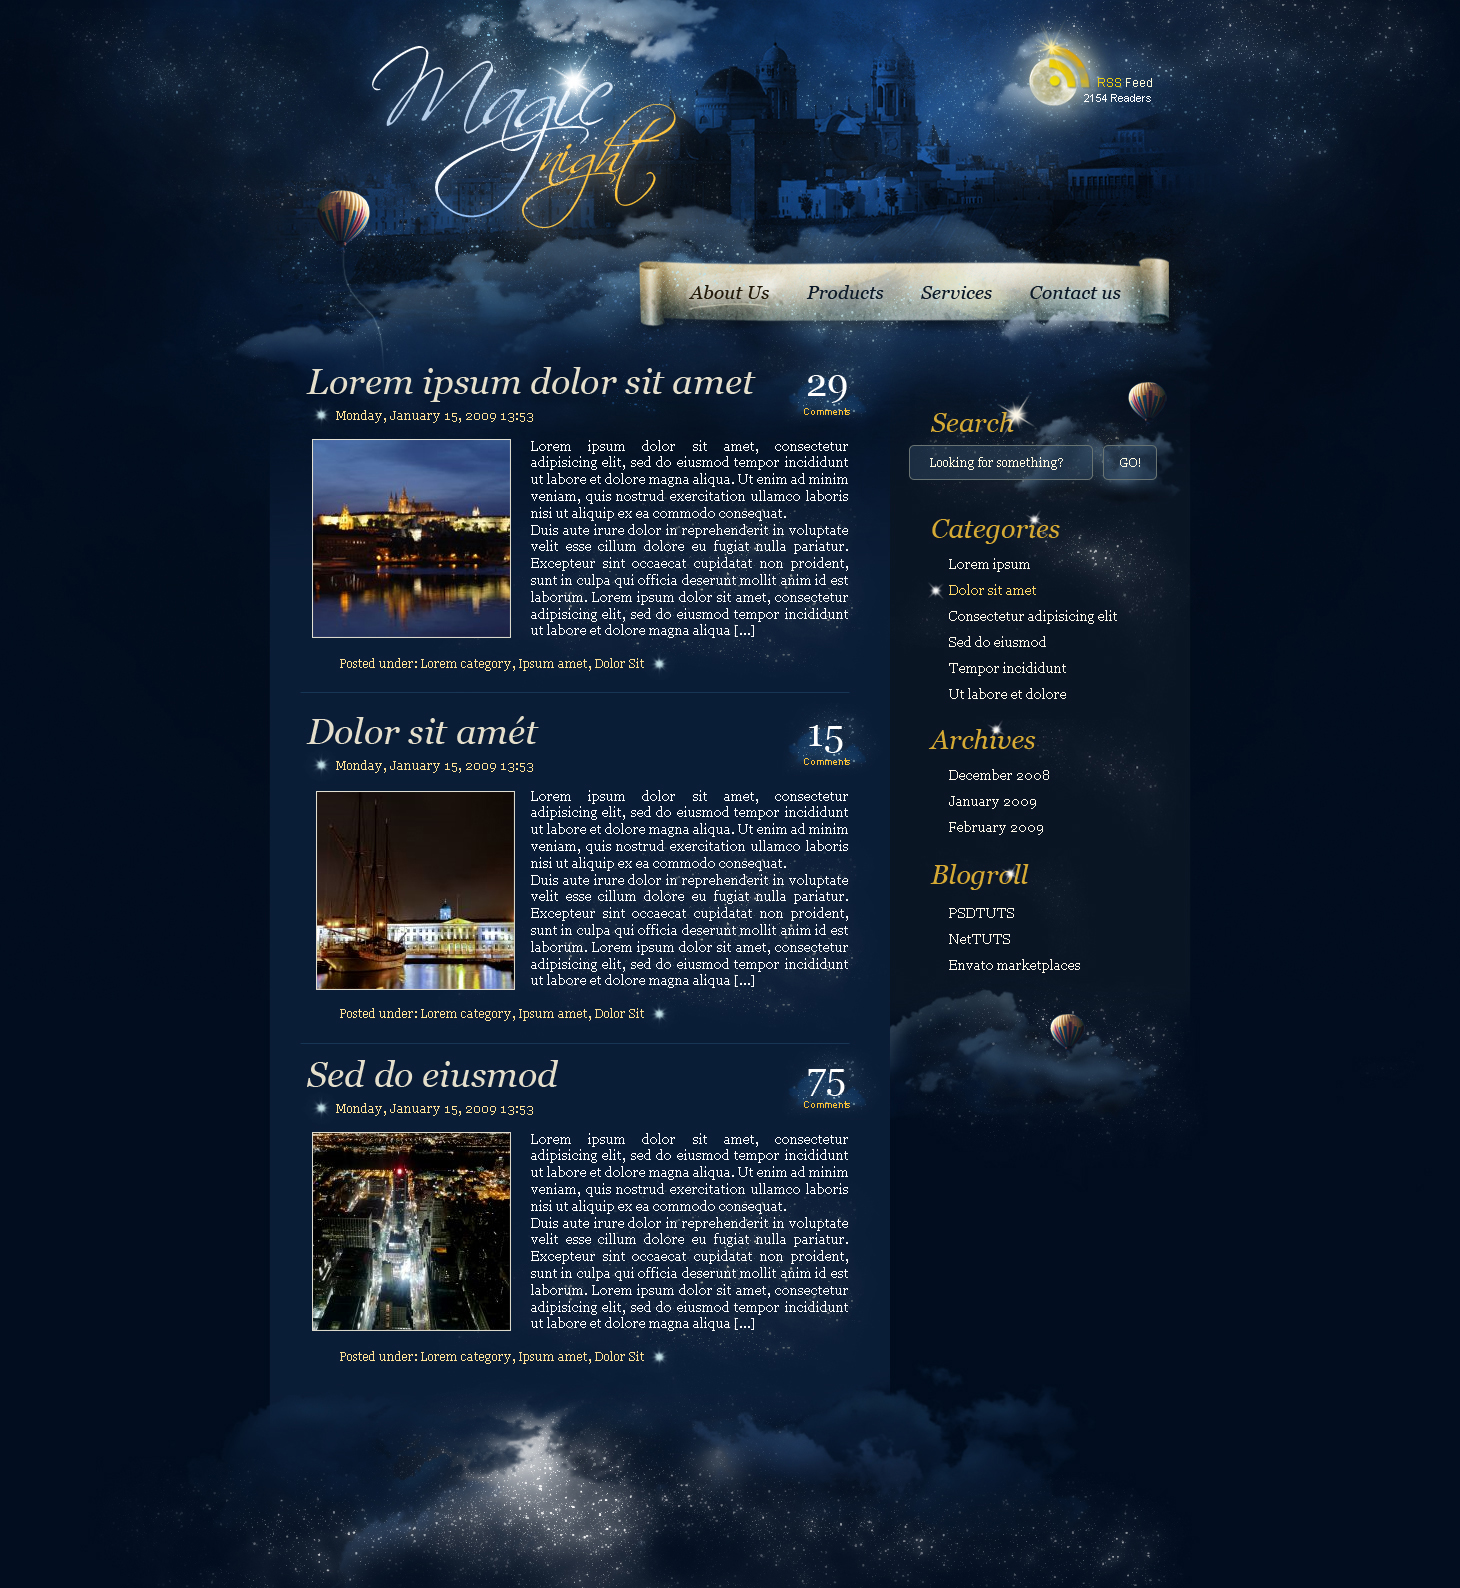 Magic
night
RSS Feed
2154 Readers
About Us Products Services Contact us
Lorem ipsum dolor sit amet
29
Comments
Monday, January 15, 2009 13:53
Lorem ipsum dolor sit amet, consectetur
adipisicing elit, sed do eiusmod tempor incididunt
ut labore et dolore magna aliqua. Ut enim ad minim
veniam, quis nostrud exercitation ullamco laboris
nisi ut aliquip ex ea commodo consequat.
Duis aute irure dolor in reprehenderit in voluptate
velit esse cillum dolore eu fugiat nulla pariatur.
Excepteur sint occaecat cupidatat non proident,
sunt in culpa qui officia deserunt mollit anim id est
laborum. Lorem ipsum dolor sit amet, consectetur
adipisicing elit, sed do eiusmod tempor incididunt
ut labore et dolore magna aliqua [...]
Posted under: Lorem category, Ipsum amet, Dolor Sit
Dolor sit amét
15
Comments
Monday, January 15, 2009 13:53
Lorem ipsum dolor sit amet, consectetur
adipisicing elit, sed do eiusmod tempor incididunt
ut labore et dolore magna aliqua. Ut enim ad minim
veniam, quis nostrud exercitation ullamco laboris
nisi ut aliquip ex ea commodo consequat.
Duis aute irure dolor in reprehenderit in voluptate
velit esse cillum dolore eu fugiat nulla pariatur.
Excepteur sint occaecat cupidatat non proident,
sunt in culpa qui officia deserunt mollit anim id est
laborum. Lorem ipsum dolor sit amet, consectetur
adipisicing elit, sed do eiusmod tempor incididunt
ut labore et dolore magna aliqua [...]
Posted under: Lorem category, Ipsum amet, Dolor Sit
Sed do eiusmod
75
Comments
Monday, January 15, 2009 13:53
Lorem ipsum dolor sit amet, consectetur
adipisicing elit, sed do eiusmod tempor incididunt
ut labore et dolore magna aliqua. Ut enim ad minim
veniam, quis nostrud exercitation ullamco laboris
nisi ut aliquip ex ea commodo consequat.
Duis aute irure dolor in reprehenderit in voluptate
velit esse cillum dolore eu fugiat nulla pariatur.
Excepteur sint occaecat cupidatat non proident,
sunt in culpa qui officia deserunt mollit anim id est
laborum. Lorem ipsum dolor sit amet, consectetur
adipisicing elit, sed do eiusmod tempor incididunt
ut labore et dolore magna aliqua [...]
Posted under: Lorem category, Ipsum amet, Dolor Sit
Search
Looking for something? GO!
Categories
Lorem ipsum
Dolor sit amet
Consectetur adipisicing elit
Sed do eiusmod
Tempor incididunt
Ut labore et dolore
Archives
December 2008
January 2009
February 2009
Blogroll
PSDTUTS
NetTUTS
Envato marketplaces